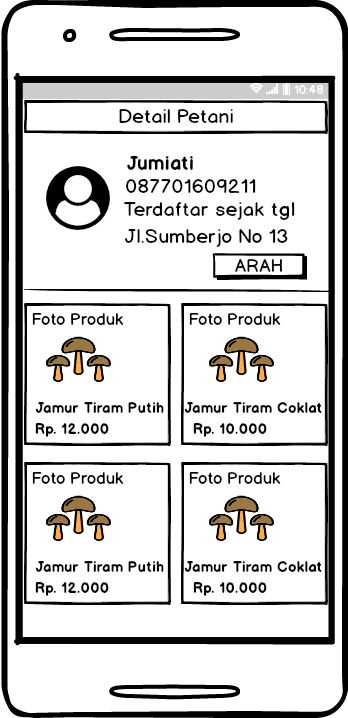 10:48
Detail Petani
Jumiati
087701609211
Terdaftar sejak tgl
Jl.Sumberjo No 13
ARAH
Foto Produk
Jamur Tiram Putih
Rp. 12.000
Foto Produk
Jamur Tiram Coklat
Rp. 10.000
Foto Produk
Jamur Tiram Putih
Rp. 12.000
Foto Produk
Jamur Tiram Coklat
Rp. 10.000